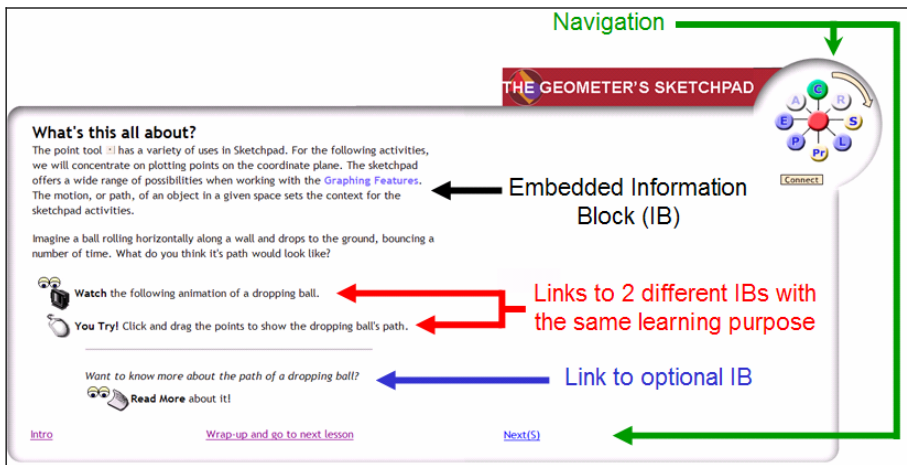 Navigation
THE GEOMETER'S SKETCHPAD
C
A R
E S
P L
Pr
Connect
What's this all about?
The point tool has a variety of uses in Sketchpad. For the following activities,
we will concentrate on plotting points on the coordinate plane. The sketchpad
offers a wide range of possibilities when working with the Graphing Features.
The motion, or path, of an object in a given space sets the context for the
sketchpad activities.
Embedded Information
Block (IB)
Imagine a ball rolling horizontally along a wall and drops to the ground, bouncing a
number of time. What do you think it's path would look like?
Watch the following animation of a dropping ball.
You Try! Click and drag the points to show the dropping ball's path.
Links to 2 different IBs with
the same learning purpose
Want to know more about the path of a dropping ball?
Read More about it!
Link to optional IB
Intro
Wrap-up and go to next lesson
Next(S)